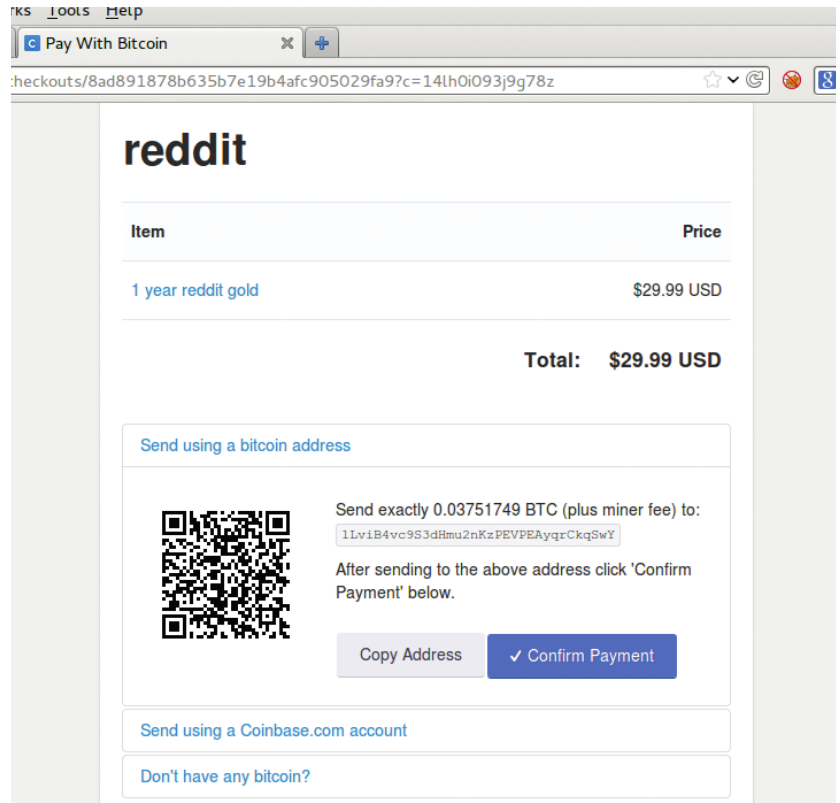 Tools Help
Pay With Bitcoin
heckouts/8ad891878b635b7e19b4afc905029fa9?c=14lh0i093j9g78z
reddit
Item Price
1 year reddit gold $29.99 USD
Total: $29.99 USD
Send using a bitcoin address
Send exactly 0.03751749 BTC (plus miner fee) to:
1LviB4vc9S3dHmu2nKzPEVPEAyqrCkqSwY
After sending to the above address click 'Confirm
Payment' below.
Copy Address ✓ Confirm Payment
Send using a Coinbase.com account
Don't have any bitcoin?